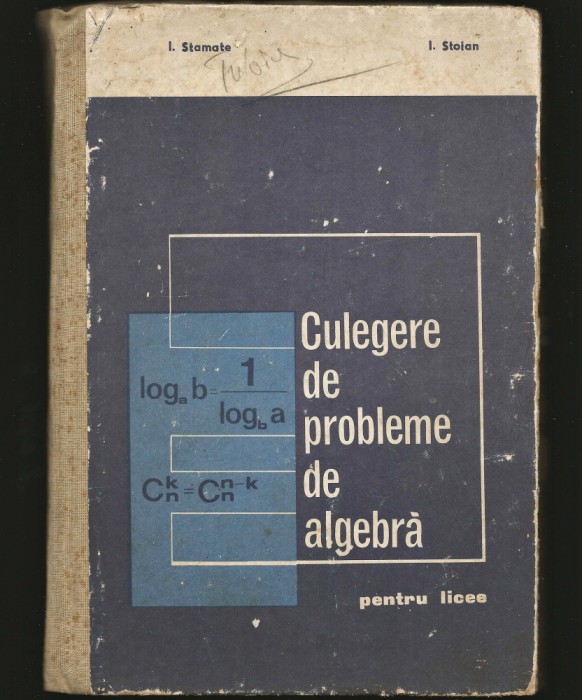 I. Stamate I. Stoian
Culegere
de
probleme
de
algebră
log_a b = 1 / log_b a
C_n^k = C_n^{n-k}
pentru licee